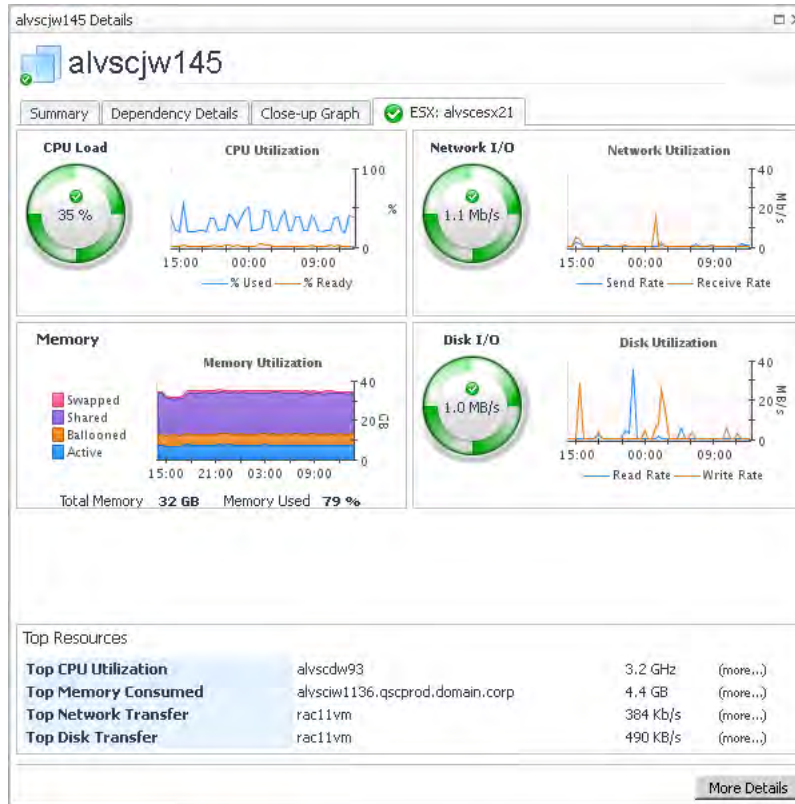 alvscjw145 Details
alvscjw145
Summary Dependency Details Close-up Graph ESX: alvscesx21
CPU Load
35 %
CPU Utilization
100
%
0
15:00 00:00 09:00
% Used % Ready
Network I/O
1.1 Mb/s
Network Utilization
40
20
Mb/s
0
15:00 00:00 09:00
Send Rate Receive Rate
Memory
Memory Utilization
Swapped
Shared
Ballooned
Active
40
20
GB
0
15:00 21:00 03:00 09:00
Total Memory 32 GB Memory Used 79 %
Disk I/O
1.0 MB/s
Disk Utilization
40
20
MB/s
0
15:00 00:00 09:00
Read Rate Write Rate
Top Resources
Top CPU Utilization alvscdw93 3.2 GHz (more...)
Top Memory Consumed alvsciw1136.qscprod.domain.corp 4.4 GB (more...)
Top Network Transfer rac11vm 384 Kb/s (more...)
Top Disk Transfer rac11vm 490 KB/s (more...)
More Details